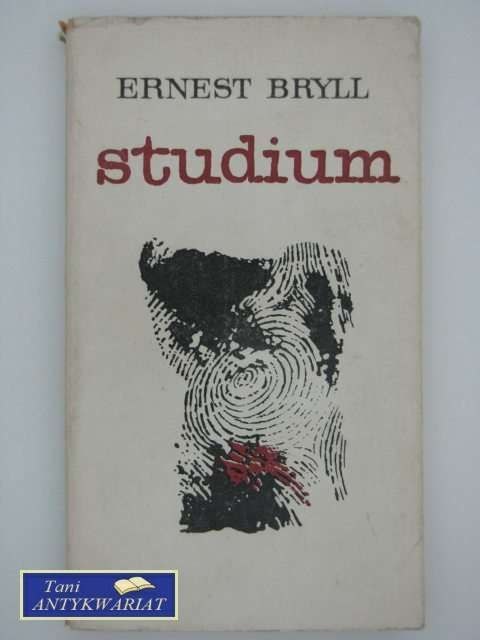 ERNEST BRYLL
studium
Tani
ANTYKWARIAT